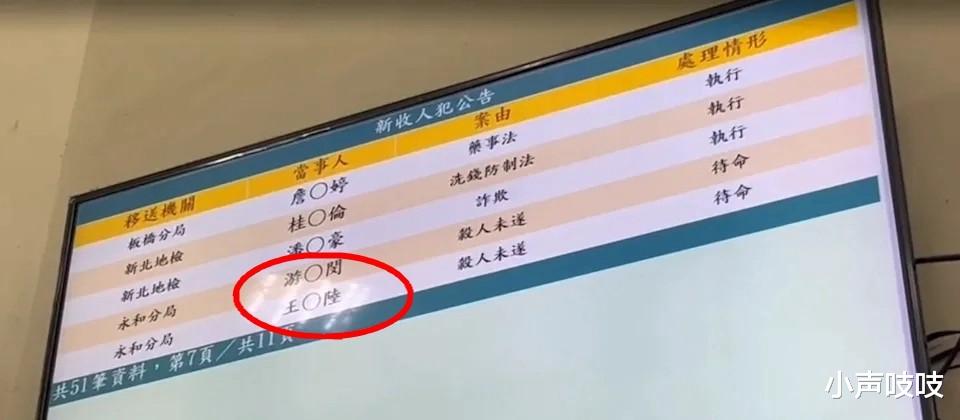 新收人犯公告
移送機關 當事人 案由 處理情形
板橋分局 詹〇婷 藥事法 執行
新北地檢 桂〇倫 洗錢防制法 執行
新北地檢 潘〇豪 詐欺 執行
永和分局 游〇閔 殺人未遂 待命
永和分局 王〇陸 殺人未遂 待命
共51筆資料，第7頁／共11頁
小声吱吱